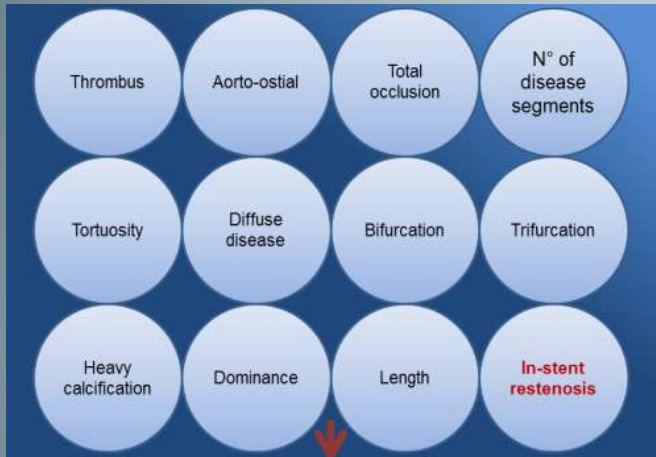 Thrombus
Aorto-ostial
Total
occlusion
N° of
disease
segments
Tortuosity
Diffuse
disease
Bifurcation
Trifurcation
Heavy
calcification
Dominance
Length
In-stent
restenosis